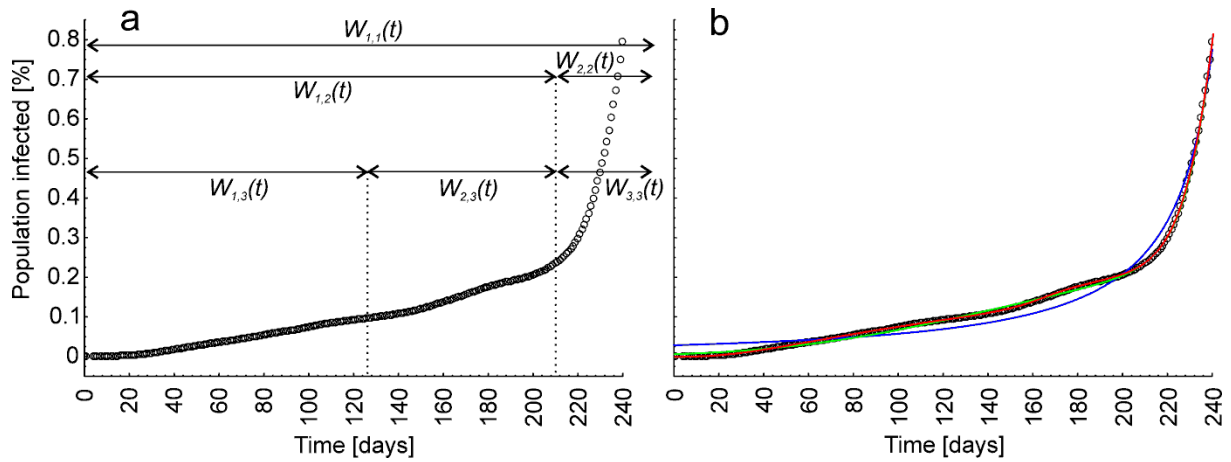 a
Population infected [%]
0.8
0.7
0.6
0.5
0.4
0.3
0.2
0.1
0
W1,1(t)
W2,2(t)
W1,2(t)
W1,3(t)
W2,3(t)
W3,3(t)
0 20 40 60 80 100 120 140 160 180 200 220 240
Time [days]
b
0 20 40 60 80 100 120 140 160 180 200 220 240
Time [days]